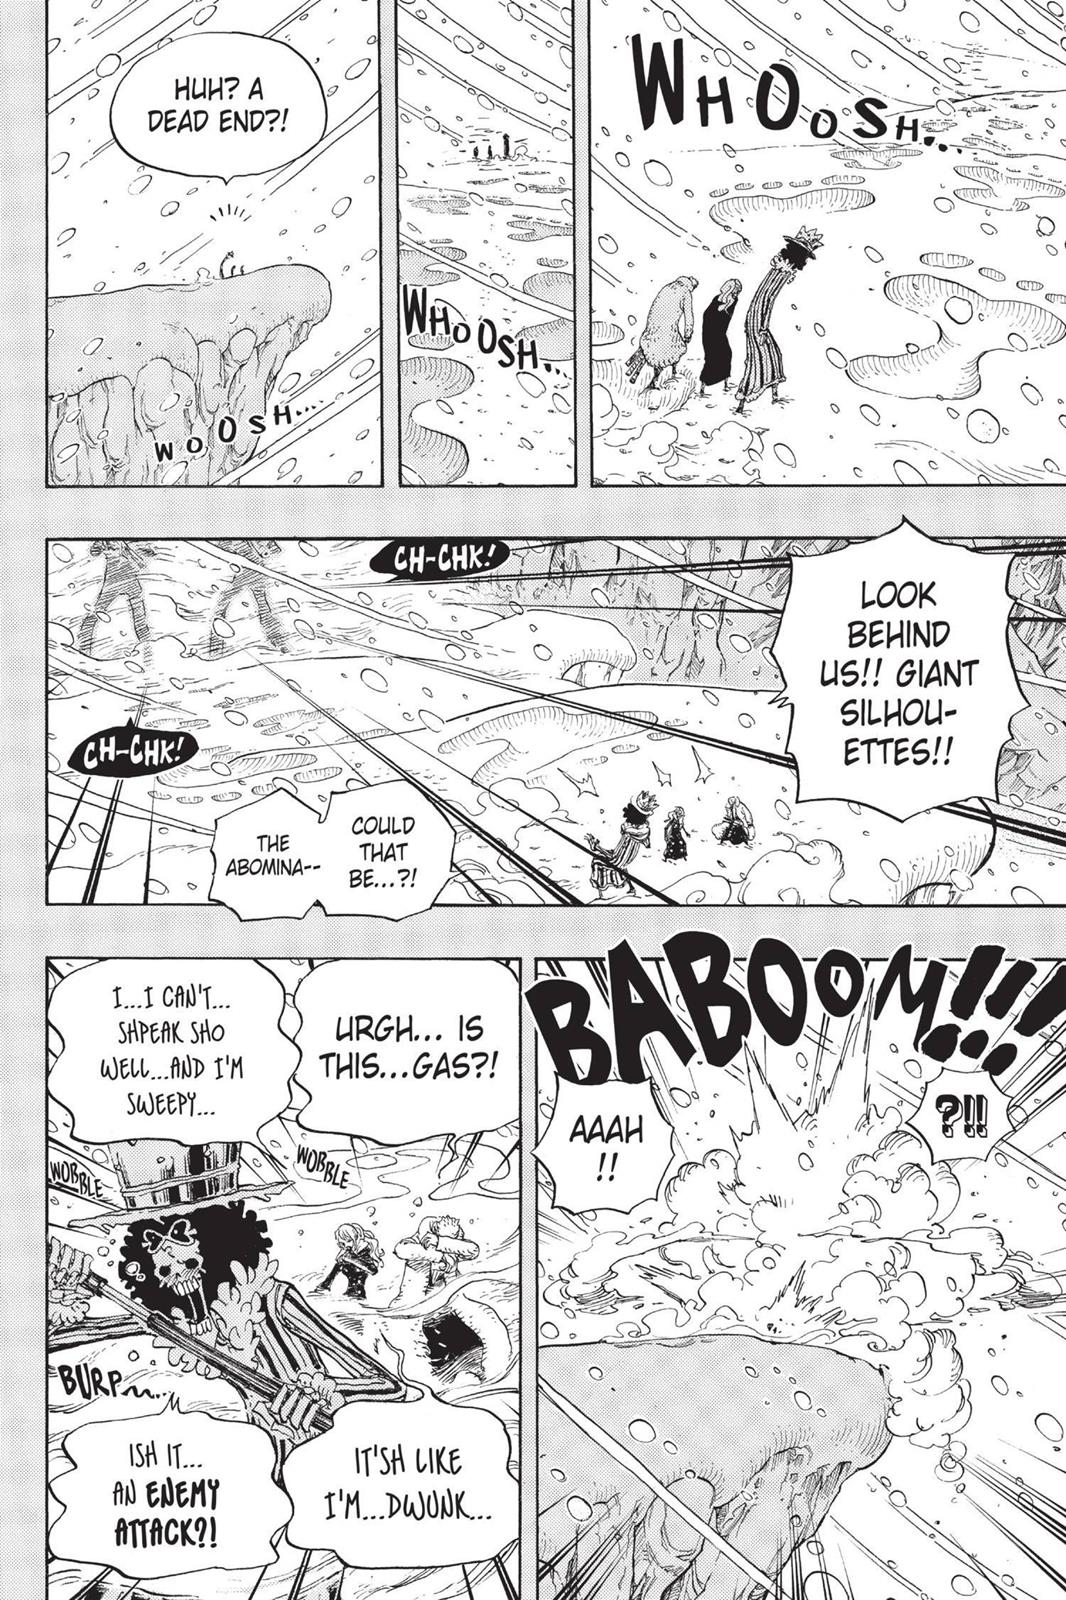 WHOOSH...
WHOOSH...
HUH? A
DEAD END?!
WOOSH...
LOOK
BEHIND
US!! GIANT
SILHOU-
ETTES!!
CH-CHK!
CH-CHK!
COULD
THAT
BE...?!
THE
ABOMINA--
BABOOM!!!
?!!
AAAH
!!
URGH... IS
THIS...GAS?!
I...I CAN'T...
SHPEAK SHO
WELL...AND I'M
SWEEPY...
WOBBLE
WOBBLE
BURP
IT'SH LIKE
I'M...DWUNK...
ISH IT...
AN ENEMY
ATTACK?!